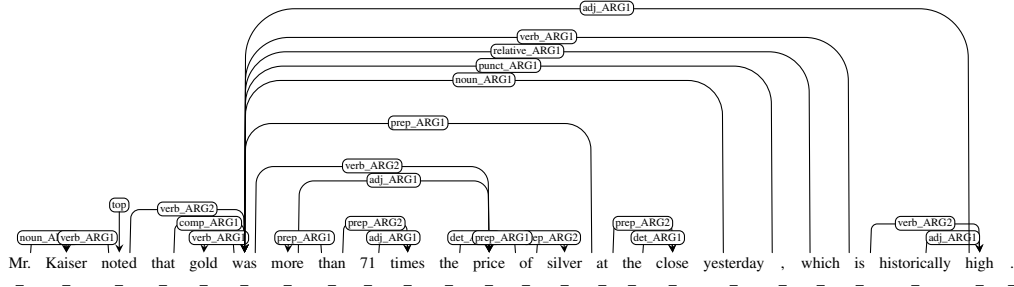 adj_ARG1
verb_ARG1
relative_ARG1
punct_ARG1
noun_ARG1
prep_ARG1
verb_ARG2
adj_ARG1
top
verb_ARG2
comp_ARG1 prep_ARG2 prep_ARG2 verb_ARG2
verb_ARG1 verb_ARG1 prep_ARG1 adj_ARG1 prep_ARG1 det_ARG1 adj_ARG1
Mr. Kaiser noted that gold was more than 71 times the price of silver at the close yesterday , which is historically high .
_ _ _ _ _ _ _ _ _ _ _ _ _ _ _ _ _ _ _ _ _ _ _ _